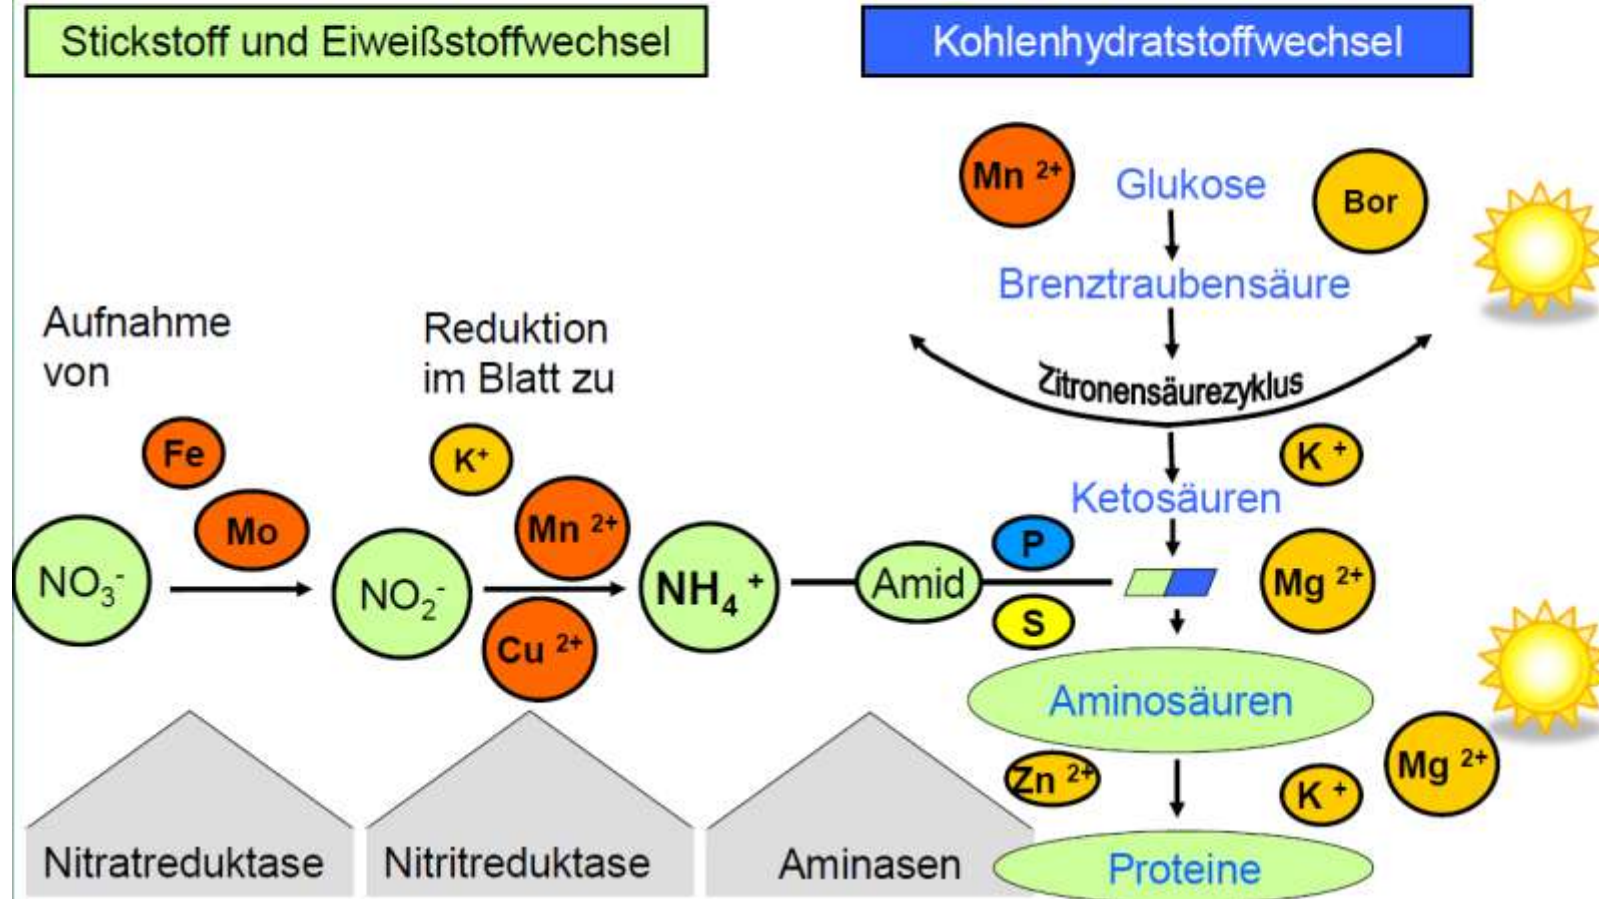 Stickstoff und Eiweißstoffwechsel
Kohlenhydratstoffwechsel
Mn 2+
Glukose
Bor
Brenztraubensäure
Zitronensäurezyklus
Aufnahme
von
Reduktion
im Blatt zu
Fe
Mo
K+
Mn 2+
Cu 2+
NO3-
NO2-
NH4 +
Amid
P
S
K +
Ketosäuren
Mg 2+
Aminosäuren
Zn 2+
K +
Mg 2+
Proteine
Nitratreduktase
Nitritreduktase
Aminasen